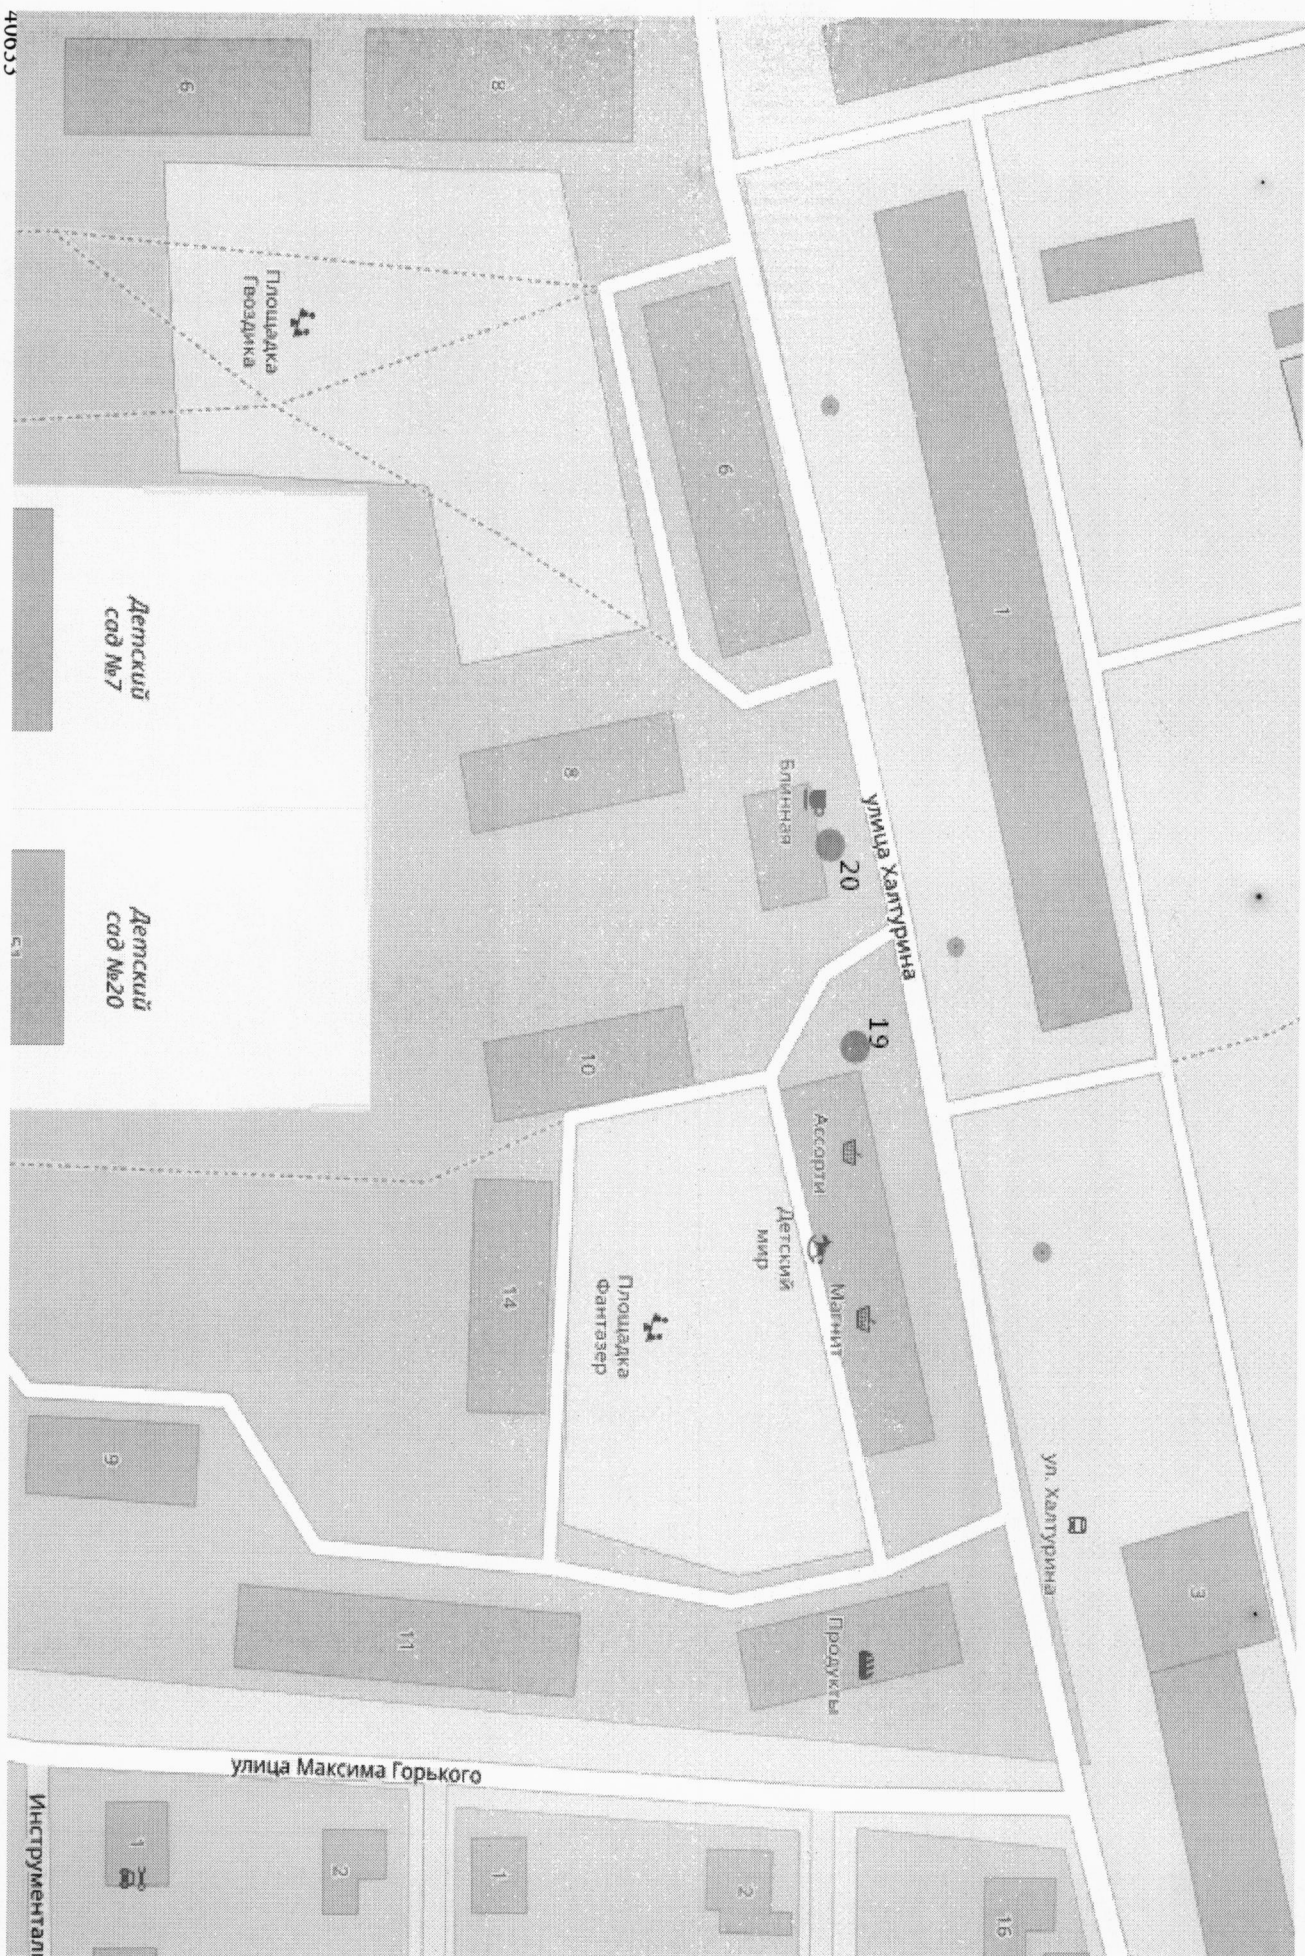 40633
6
8
Площадка
Гвоздика
6
1
Детский
сад №7
8
Блинная
20
улица Халтурина
Детский
сад №20
51
10
19
Ассорти
Детский
мир
Магнит
Площадка
Фантазер
14
9
ул. Халтурина
3
11
Продукты
улица Максима Горького
1
2
1
2
16